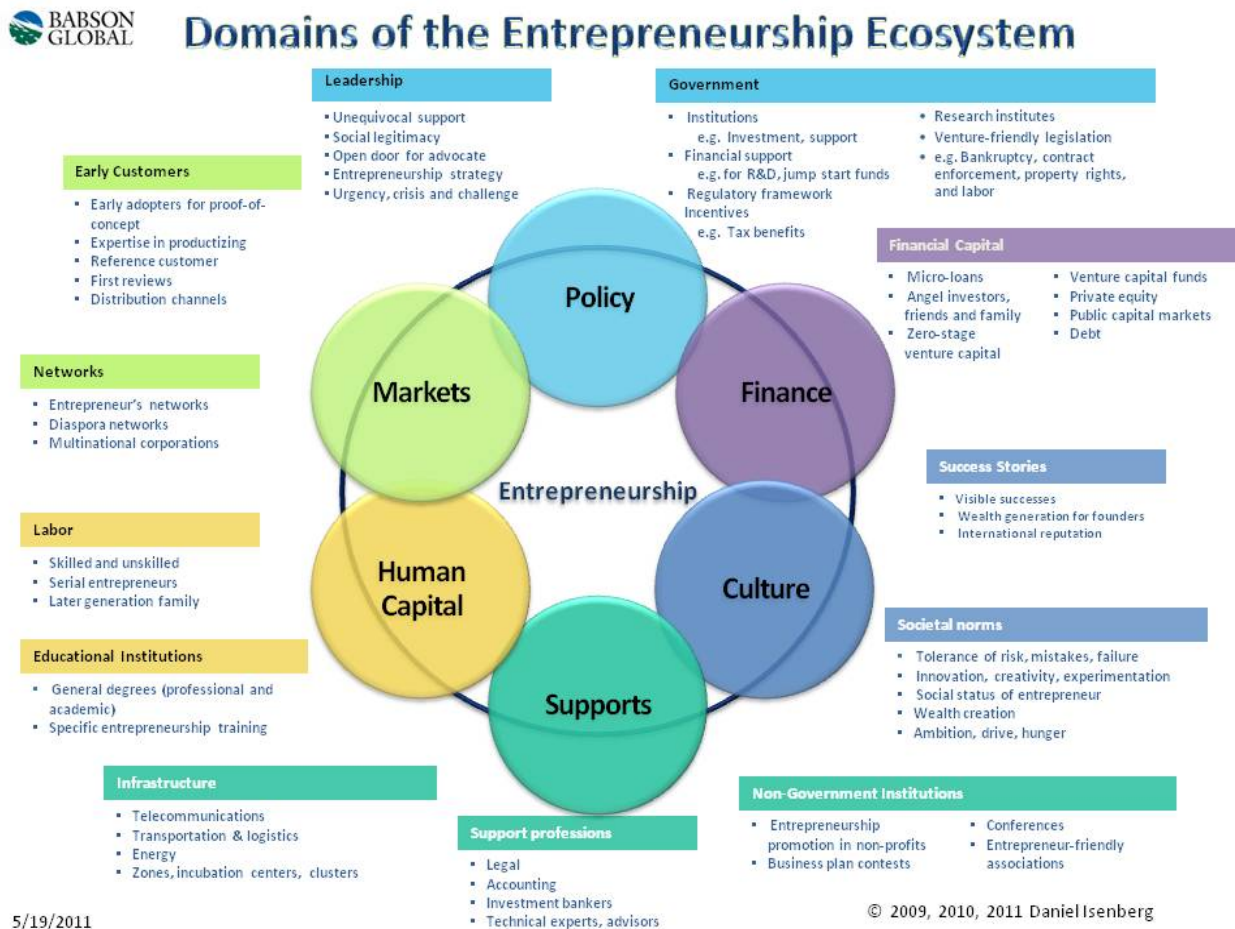 BABSON
GLOBAL
Domains of the Entrepreneurship Ecosystem
Leadership
▪ Unequivocal support
▪ Social legitimacy
▪ Open door for advocate
▪ Entrepreneurship strategy
▪ Urgency, crisis and challenge
Government
▪ Institutions
e.g. Investment, support
▪ Financial support
e.g. for R&D, jump start funds
▪ Regulatory framework
Incentives
e.g. Tax benefits
• Research institutes
• Venture-friendly legislation
• e.g. Bankruptcy, contract
enforcement, property rights,
and labor
Early Customers
▪ Early adopters for proof-of-
concept
▪ Expertise in productizing
▪ Reference customer
▪ First reviews
▪ Distribution channels
Financial Capital
▪ Micro-loans
▪ Angel investors,
friends and family
▪ Zero-stage
venture capital
▪ Venture capital funds
▪ Private equity
▪ Public capital markets
▪ Debt
Networks
▪ Entrepreneur's networks
▪ Diaspora networks
▪ Multinational corporations
Policy
Markets
Finance
Entrepreneurship
Human
Capital
Culture
Supports
Success Stories
▪ Visible successes
▪ Wealth generation for founders
▪ International reputation
Labor
▪ Skilled and unskilled
▪ Serial entrepreneurs
▪ Later generation family
Societal norms
▪ Tolerance of risk, mistakes, failure
▪ Innovation, creativity, experimentation
▪ Social status of entrepreneur
▪ Wealth creation
▪ Ambition, drive, hunger
Educational Institutions
▪ General degrees (professional and
academic)
▪ Specific entrepreneurship training
Infrastructure
▪ Telecommunications
▪ Transportation & logistics
▪ Energy
▪ Zones, incubation centers, clusters
Support professions
▪ Legal
▪ Accounting
▪ Investment bankers
▪ Technical experts, advisors
Non-Government Institutions
▪ Entrepreneurship
promotion in non-profits
▪ Business plan contests
▪ Conferences
▪ Entrepreneur-friendly
associations
5/19/2011
© 2009, 2010, 2011 Daniel Isenberg